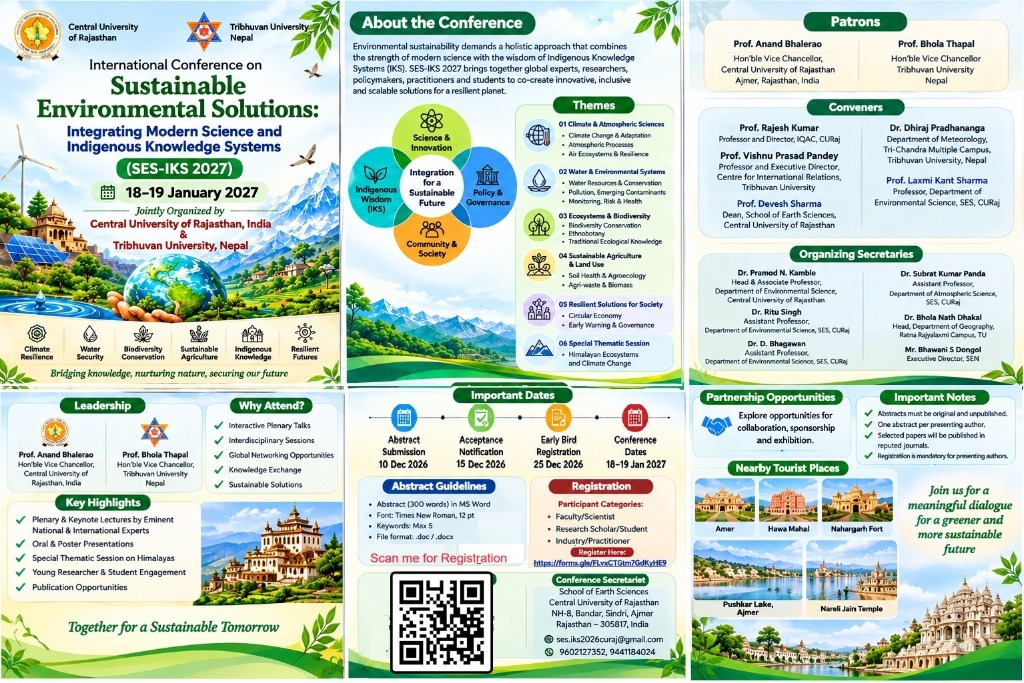 Central University
of Rajasthan
Tribhuvan University
Nepal
International Conference on
Sustainable
Environmental Solutions:
Integrating Modern Science and
Indigenous Knowledge Systems
(SES-IKS 2027)
18–19 January 2027
Jointly Organized by
Central University of Rajasthan, India
&
Tribhuvan University, Nepal
Climate
Resilience
Water
Security
Biodiversity
Conservation
Sustainable
Agriculture
Indigenous
Knowledge
Resilient
Futures
Bridging knowledge, nurturing nature, securing our future
About the Conference
Environmental sustainability demands a holistic approach that combines
the strength of modern science with the wisdom of Indigenous Knowledge
Systems (IKS). SES-IKS 2027 brings together global experts, researchers,
policymakers, practitioners and students to co-create innovative, inclusive
and scalable solutions for a resilient planet.
Science &
Innovation
Indigenous
Wisdom
(IKS)
Integration
for a
Sustainable
Future
Policy &
Governance
Community &
Society
Themes
01 Climate & Atmospheric Sciences
• Climate Change & Adaptation
• Atmospheric Processes
• Air Ecosystems & Resilience
02 Water & Environmental Systems
• Water Resources & Conservation
• Pollution, Emerging Contaminants
• Monitoring, Risk & Health
03 Ecosystems & Biodiversity
• Biodiversity Conservation
• Ethnobotany
• Traditional Ecological Knowledge
04 Sustainable Agriculture
& Land Use
• Soil Health & Agroecology
• Agri-waste & Biomass
05 Resilient Solutions for Society
• Circular Economy
• Early Warning & Governance
06 Special Thematic Session
• Himalayan Ecosystems
and Climate Change
Patrons
Prof. Anand Bhalerao
Hon'ble Vice Chancellor,
Central University of Rajasthan
Ajmer, Rajasthan, India
Prof. Bhola Thapal
Hon'ble Vice Chancellor
Tribhuvan University
Nepal
Conveners
Prof. Rajesh Kumar
Professor and Director, IQAC, CURaj
Prof. Vishnu Prasad Pandey
Professor and Executive Director,
Centre for International Relations,
Tribhuvan University
Prof. Devesh Sharma
Dean, School of Earth Sciences,
Central University of Rajasthan
Dr. Dhiraj Pradhananga
Department of Meteorology,
Tri-Chandra Multiple Campus,
Tribhuvan University, Nepal
Prof. Laxmi Kant Sharma
Professor, Department of
Environmental Science, SES, CURaj
Organizing Secretaries
Dr. Pramod N. Kamble
Head & Associate Professor,
Department of Environmental Science,
Central University of Rajasthan
Dr. Ritu Singh
Assistant Professor,
Department of Environmental Science, SES, CURaj
Dr. D. Bhagawan
Assistant Professor,
Department of Environmental Science, SES, CURaj
Dr. Subrat Kumar Panda
Assistant Professor,
Department of Atmospheric Science,
SES, CURaj
Dr. Bhola Nath Dhakal
Head, Department of Geography,
Ratna Rajyalaxmi Campus, TU
Mr. Bhawani S Dongol
Executive Director, SEN
Leadership
Prof. Anand Bhalerao
Hon'ble Vice Chancellor,
Central University of
Rajasthan, India
Prof. Bhola Thapal
Hon'ble Vice Chancellor,
Tribhuvan University
Nepal
Why Attend?
Interactive Plenary Talks
Interdisciplinary Sessions
Global Networking Opportunities
Knowledge Exchange
Sustainable Solutions
Key Highlights
Plenary & Keynote Lectures by Eminent
National & International Experts
Oral & Poster Presentations
Special Thematic Session on Himalayas
Young Researcher & Student Engagement
Publication Opportunities
Together for a Sustainable Tomorrow
Important Dates
Abstract
Submission
10 Dec 2026
Acceptance
Notification
15 Dec 2026
Early Bird
Registration
25 Dec 2026
Conference
Dates
18–19 Jan 2027
Abstract Guidelines
• Abstract (300 words) in MS Word
• Font: Times New Roman, 12 pt
• Keywords: Max 5
• File format: .doc / .docx
Scan me for Registration
Registration
Participant Categories:
• Faculty/Scientist
• Research Scholar/Student
• Industry/Practitioner
Register Here:
https://forms.gle/FLvxCTGtm7GdKyHE9
Conference Secretariet
School of Earth Sciences
Central University of Rajasthan
NH-8, Bandar, Sindri, Ajmer
Rajasthan – 305817, India
ses.iks2026curaj@gmail.com
9602127352, 9441184024
Partnership Opportunities
Explore opportunities for
collaboration, sponsorship
and exhibition.
Important Notes
Abstracts must be original and unpublished.
One abstract per presenting author.
Selected papers will be published in
reputed journals.
Registration is mandatory for presenting authors.
Nearby Tourist Places
Amer
Hawa Mahal
Nahargarh Fort
Pushkar Lake,
Ajmer
Nareli Jain Temple
Join us for a
meaningful dialogue
for a greener and
more sustainable
future